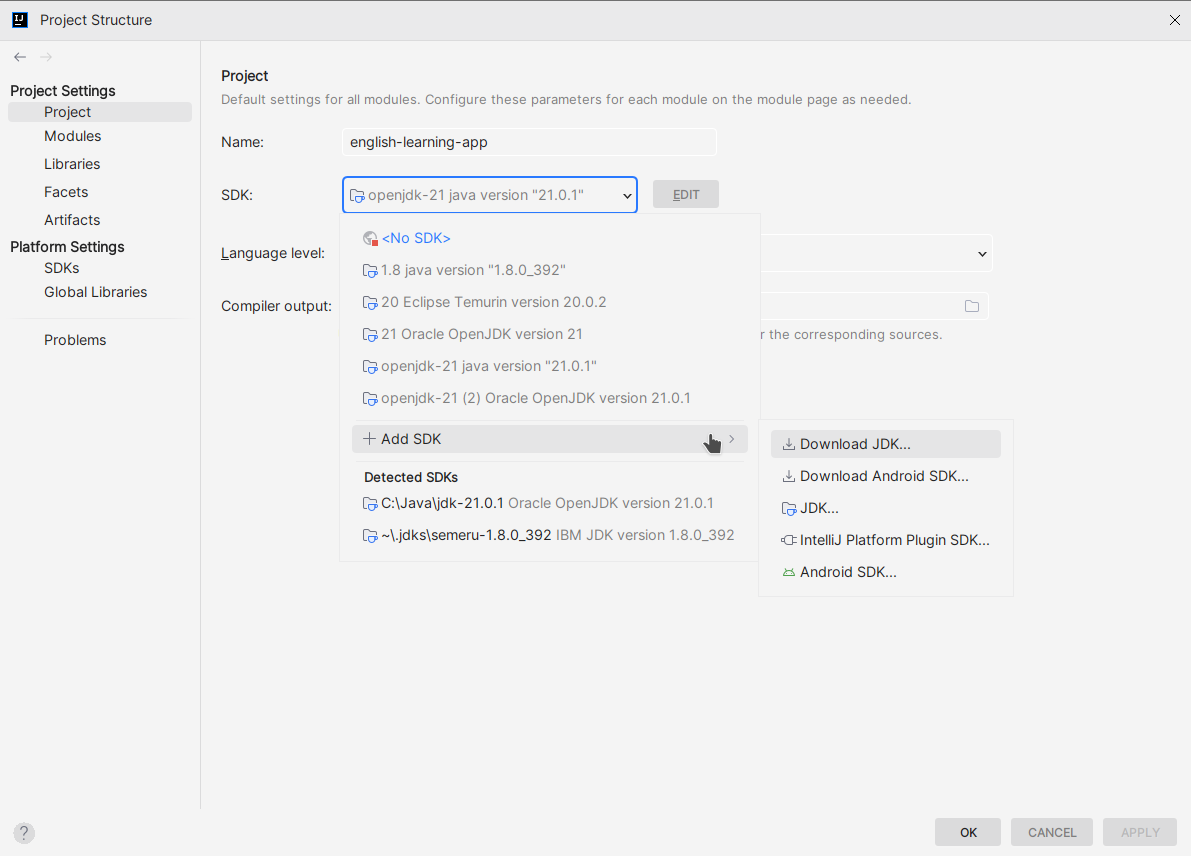 Project Structure
Project Settings
Project
Modules
Libraries
Facets
Artifacts
Platform Settings
SDKs
Global Libraries
Problems
Project
Default settings for all modules. Configure these parameters for each module on the module page as needed.
Name: english-learning-app
SDK: openjdk-21 java version "21.0.1" EDIT
<No SDK>
Language level:
1.8 java version "1.8.0_392"
20 Eclipse Temurin version 20.0.2
Compiler output:
21 Oracle OpenJDK version 21
r the corresponding sources.
openjdk-21 java version "21.0.1"
openjdk-21 (2) Oracle OpenJDK version 21.0.1
Add SDK
Detected SDKs
C:\Java\jdk-21.0.1 Oracle OpenJDK version 21.0.1
~\.jdks\semeru-1.8.0_392 IBM JDK version 1.8.0_392
Download JDK...
Download Android SDK...
JDK...
IntelliJ Platform Plugin SDK...
Android SDK...
? OK CANCEL APPLY